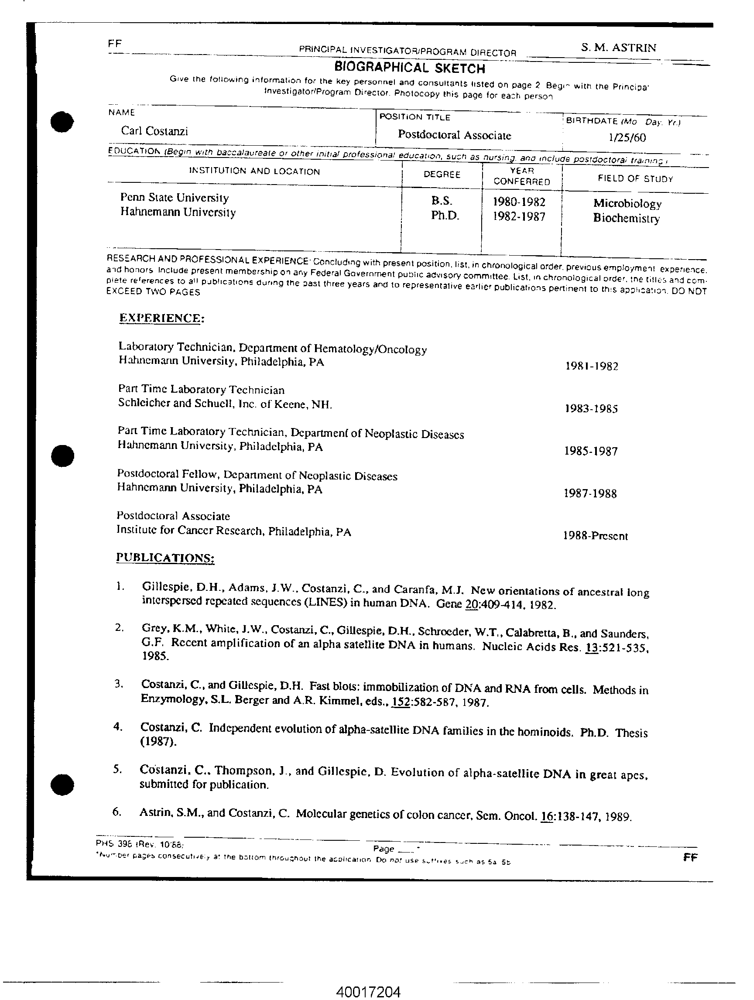 FF
PRINCIPAL INVESTIGATOR/PROGRAM DIRECTOR S. M. ASTRIN
BIOGRAPHICAL SKETCH
Give the following information for the key personnel and consultants listed on page 2. Begin with the Principal
Investigator/Program Director. Photocopy this page for each person
NAME POSITION TITLE BIRTHDATE (Mo. Day, Yr.)
Carl Costanzi Postdoctoral Associate 1/25/60
EDUCATION (Begin with baccalaureate or other initial professional education, such as nursing, and include postdoctoral training.)
INSTITUTION AND LOCATION DEGREE YEAR CONFERRED FIELD OF STUDY
Penn State University B.S. 1980-1982 Microbiology
Hahnemann University Ph.D. 1982-1987 Biochemistry
RESEARCH AND PROFESSIONAL EXPERIENCE: Concluding with present position, list, in chronological order, previous employment, experience,
and honors. Include present membership on any Federal Government public advisory committee. List, in chronological order, the titles and com-
plete references to all publications during the past three years and to representative earlier publications pertinent to this application. DO NOT
EXCEED TWO PAGES
EXPERIENCE:
Laboratory Technician, Department of Hematology/Oncology
Hahnemann University, Philadelphia, PA 1981-1982
Part Time Laboratory Technician
Schleicher and Schuell, Inc. of Keene, NH. 1983-1985
Part Time Laboratory Technician, Department of Neoplastic Diseases
Hahnemann University, Philadelphia, PA 1985-1987
Postdoctoral Fellow, Department of Neoplastic Diseases
Hahnemann University, Philadelphia, PA 1987-1988
Postdoctoral Associate
Institute for Cancer Research, Philadelphia, PA 1988-Present
PUBLICATIONS:
1. Gillespie, D.H., Adams, J.W., Costanzi, C., and Caranfa, M.J. New orientations of ancestral long
interspersed repeated sequences (LINES) in human DNA. Gene 20:409-414, 1982.
2. Grey, K.M., White, J.W., Costanzi, C., Gillespie, D.H., Schroeder, W.T., Calabretta, B., and Saunders,
G.F. Recent amplification of an alpha satellite DNA in humans. Nucleic Acids Res. 13:521-535,
1985.
3. Costanzi, C., and Gillespie, D.H. Fast blots: immobilization of DNA and RNA from cells. Methods in
Enzymology, S.L. Berger and A.R. Kimmel, eds., 152:582-587, 1987.
4. Costanzi, C. Independent evolution of alpha-satellite DNA families in the hominoids. Ph.D. Thesis
(1987).
5. Costanzi, C., Thompson, J., and Gillespie, D. Evolution of alpha-satellite DNA in great apes,
submitted for publication.
6. Astrin, S.M., and Costanzi, C. Molecular genetics of colon cancer, Sem. Oncol. 16:138-147, 1989.
PHS 398 (Rev. 10/88) Page ___*
*Number pages consecutively at the bottom throughout the application. Do not use suffixes such as 5a, 5b. FF
40017204